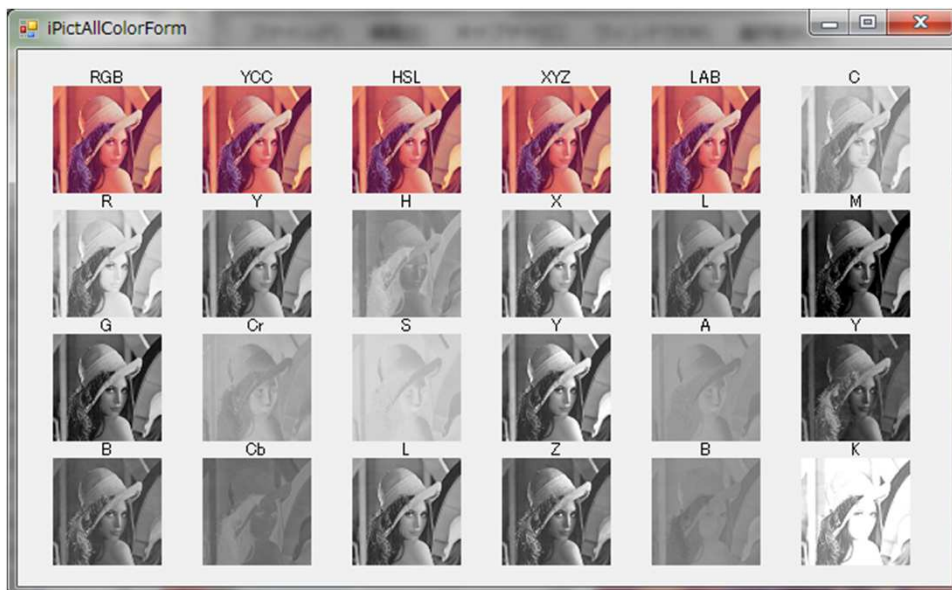 iPictAllColorForm
RGB YCC HSL XYZ LAB C
R Y H X L M
G Cr S Y A Y
B Cb L Z B K